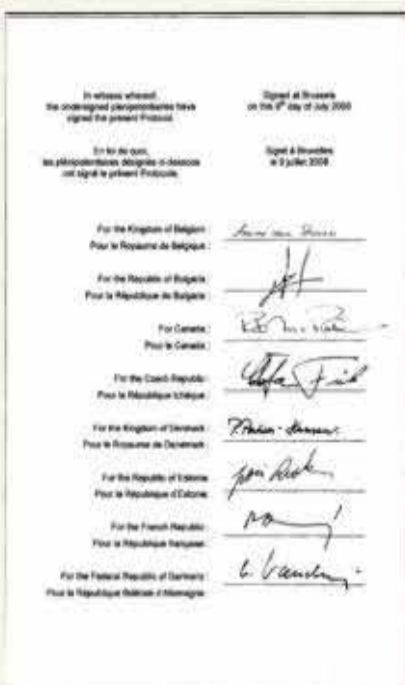 In witness whereof,
the undersigned plenipotentiaries have
signed the present Protocol.
Signed at Brussels
on this 9th day of July 2008
En foi de quoi,
les plénipotentiaires désignés ci-dessous
ont signé le présent Protocole.
Signé à Bruxelles
le 9 juillet 2008
For the Kingdom of Belgium :
Pour le Royaume de Belgique :
For the Republic of Bulgaria :
Pour la République de Bulgarie :
For Canada :
Pour le Canada :
For the Czech Republic :
Pour la République tchèque :
For the Kingdom of Denmark :
Pour le Royaume de Danemark :
For the Republic of Estonia :
Pour la République d'Estonie :
For the French Republic :
Pour la République française :
For the Federal Republic of Germany :
Pour la République fédérale d'Allemagne :